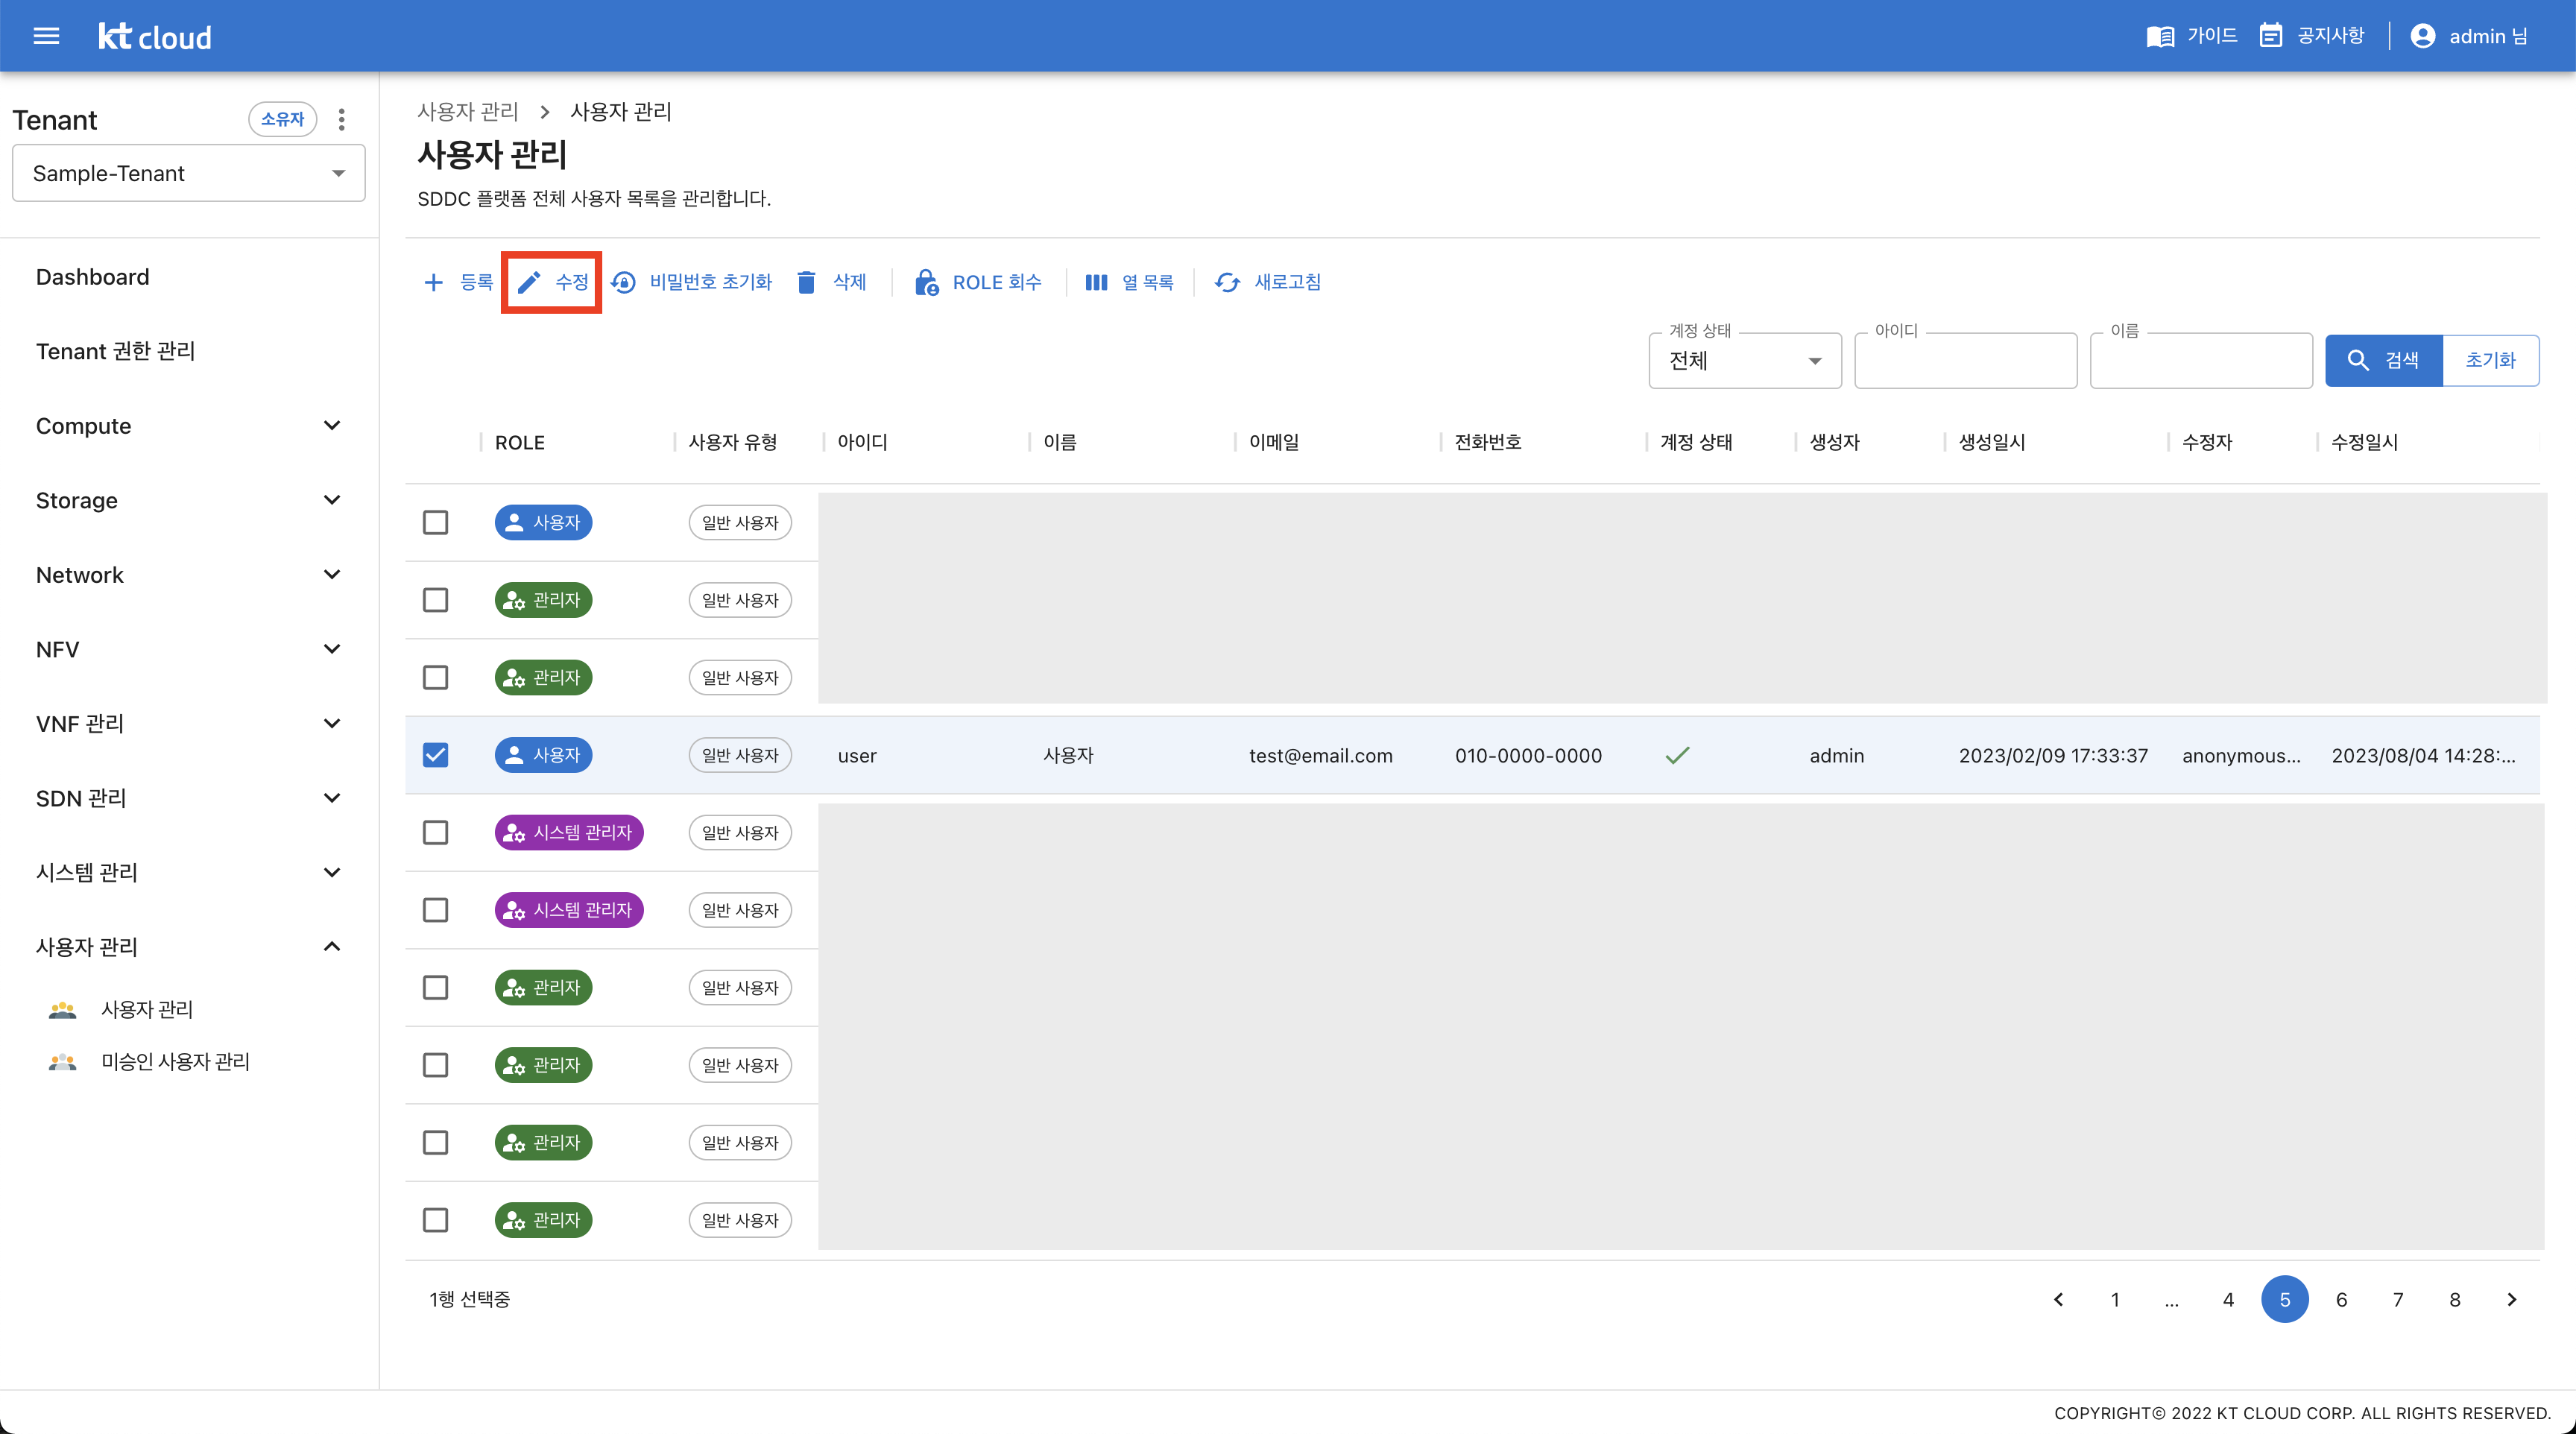 kt cloud
가이드 공지사항 admin 님
Tenant 소유자
Sample-Tenant
Dashboard
Tenant 권한 관리
Compute
Storage
Network
NFV
VNF 관리
SDN 관리
시스템 관리
사용자 관리
사용자 관리
미승인 사용자 관리
사용자 관리 > 사용자 관리
사용자 관리
SDDC 플랫폼 전체 사용자 목록을 관리합니다.
등록 수정 비밀번호 초기화 삭제 ROLE 회수 열 목록 새로고침
계정 상태 아이디 이름
전체 검색 초기화
ROLE 사용자 유형 아이디 이름 이메일 전화번호 계정 상태 생성자 생성일시 수정자 수정일시
사용자 일반 사용자
관리자 일반 사용자
관리자 일반 사용자
사용자 일반 사용자 user 사용자 test@email.com 010-0000-0000 admin 2023/02/09 17:33:37 anonymous... 2023/08/04 14:28:...
시스템 관리자 일반 사용자
시스템 관리자 일반 사용자
관리자 일반 사용자
관리자 일반 사용자
관리자 일반 사용자
관리자 일반 사용자
1행 선택중 1 ... 4 5 6 7 8
COPYRIGHT© 2022 KT CLOUD CORP. ALL RIGHTS RESERVED.